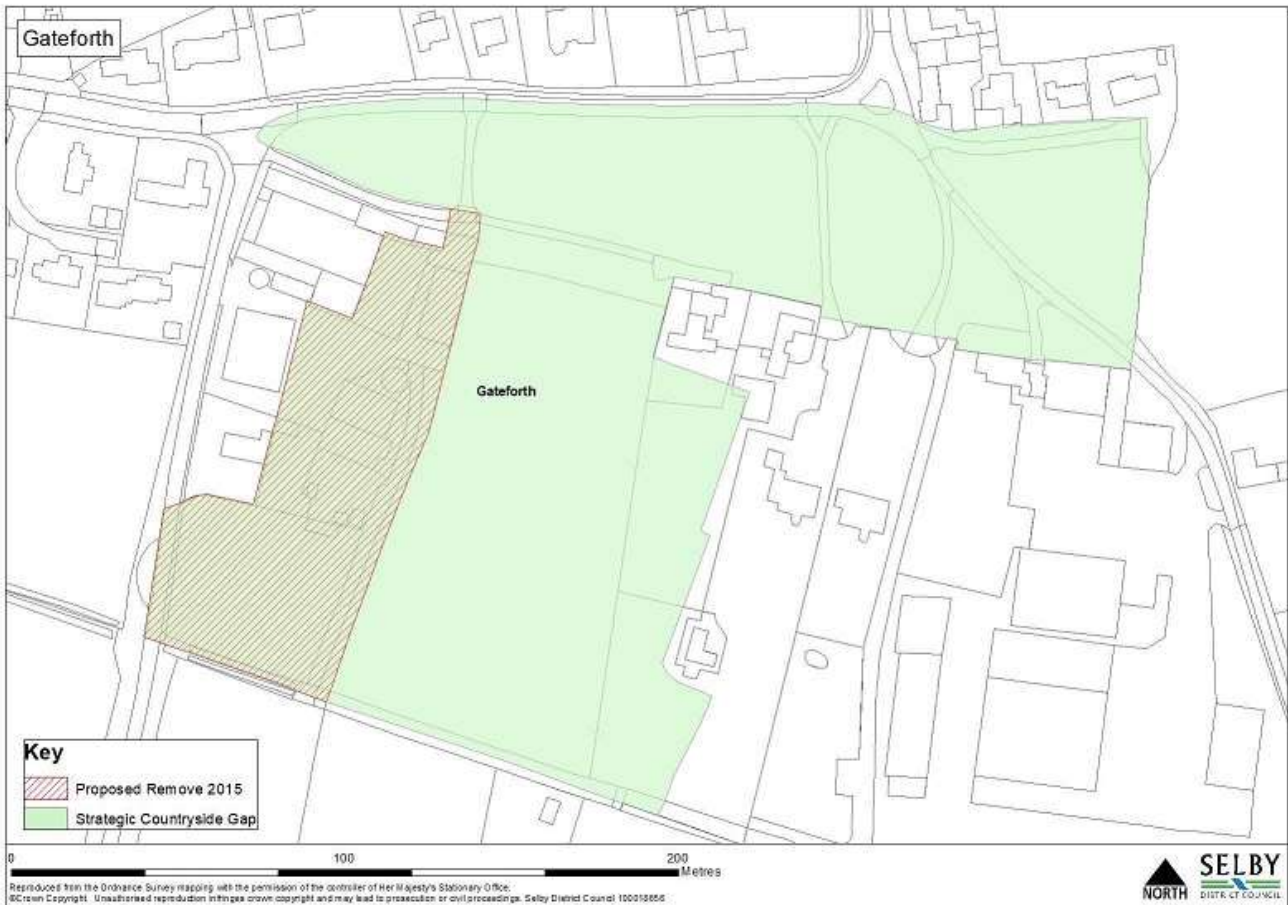 Gateforth
Gateforth
Key
Proposed Remove 2015
Strategic Countryside Gap
0 100 200
Metres
Reproduced from the Ordnance Survey mapping with the permission of the controller of Her Majesty's Stationary Office.
©Crown Copyright. Unauthorised reproduction infringes crown copyright and may lead to prosecution or civil proceedings. Selby District Council 100018656
NORTH
SELBY
DISTRICT COUNCIL